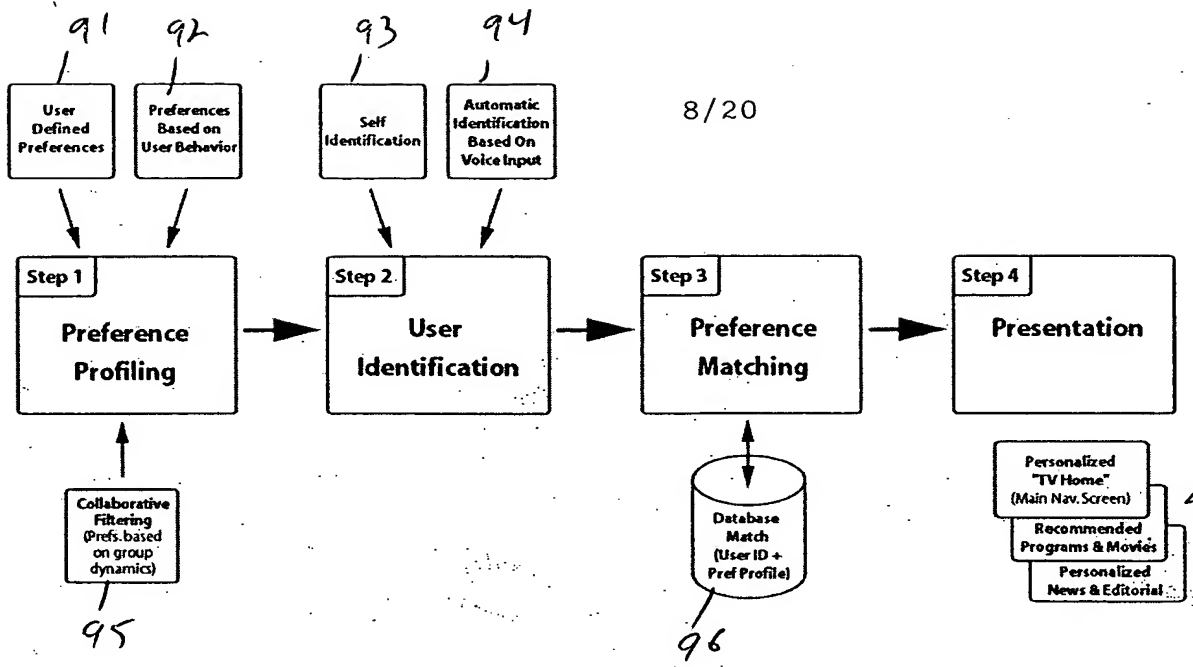 91
92
93
94
8/20
User
Defined
Preferences
Preferences
Based on
User Behavior
Self
Identification
Automatic
Identification
Based On
Voice Input
Step 1
Preference
Profiling
Step 2
User
Identification
Step 3
Preference
Matching
Step 4
Presentation
Collaborative
Filtering
(Prefs. based
on group
dynamics)
95
Database
Match
(User ID +
Pref Profile)
96
Personalized
"TV Home"
(Main Nav. Screen)
Recommended
Programs & Movies
Personalized
News & Editorial